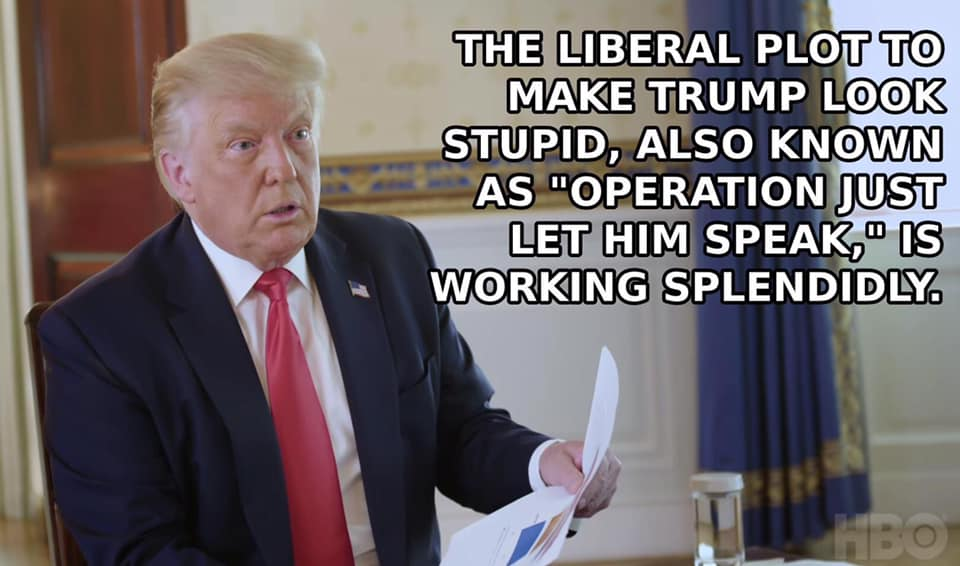 THE LIBERAL PLOT TO
MAKE TRUMP LOOK
STUPID, ALSO KNOWN
AS "OPERATION JUST
LET HIM SPEAK," IS
WORKING SPLENDIDLY.
HBO